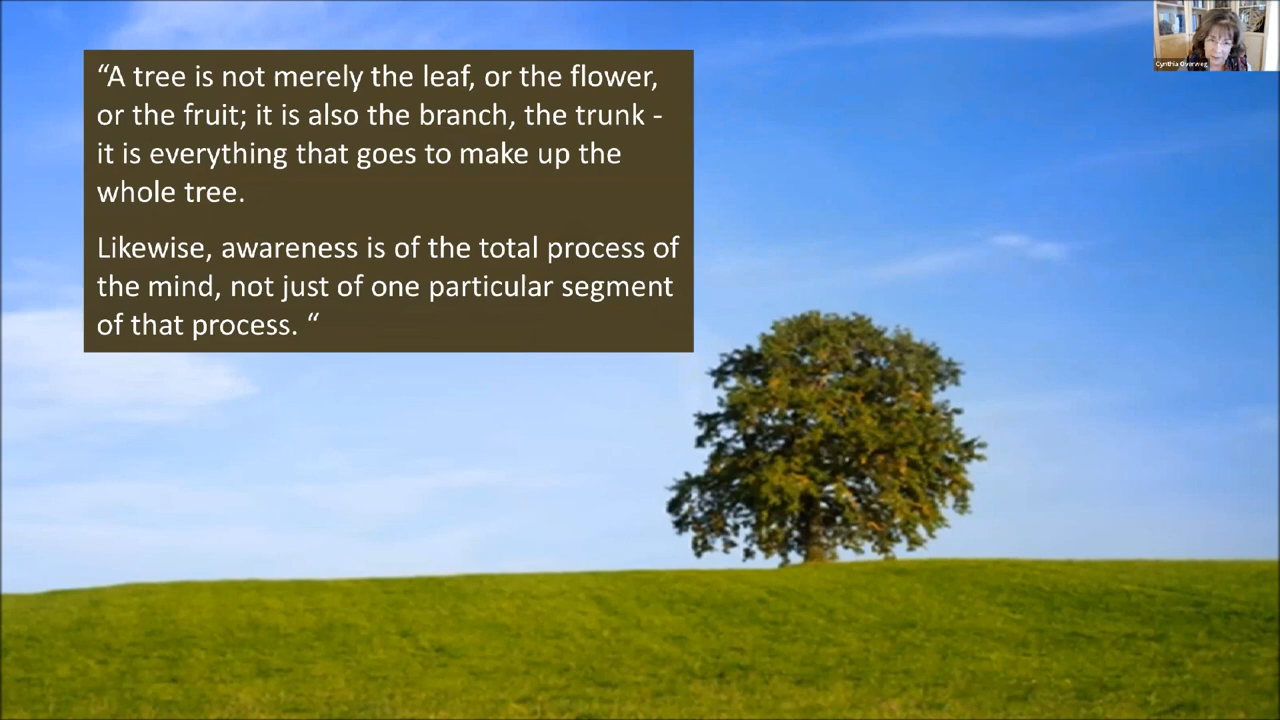 “A tree is not merely the leaf, or the flower,
or the fruit; it is also the branch, the trunk -
it is everything that goes to make up the
whole tree.
Likewise, awareness is of the total process of
the mind, not just of one particular segment
of that process. “
Cynthia Overweg